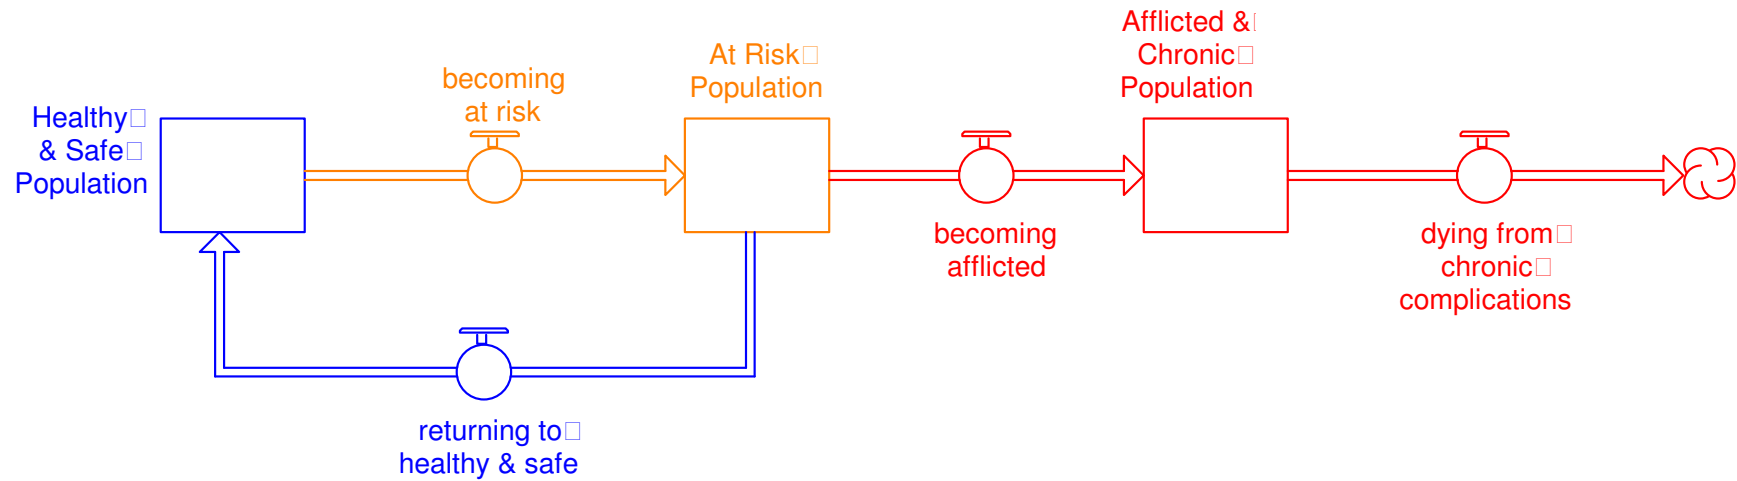 Healthy
& Safe
Population
becoming
at risk
At Risk
Population
becoming
afflicted
Afflicted &
Chronic
Population
dying from
chronic
complications
returning to
healthy & safe